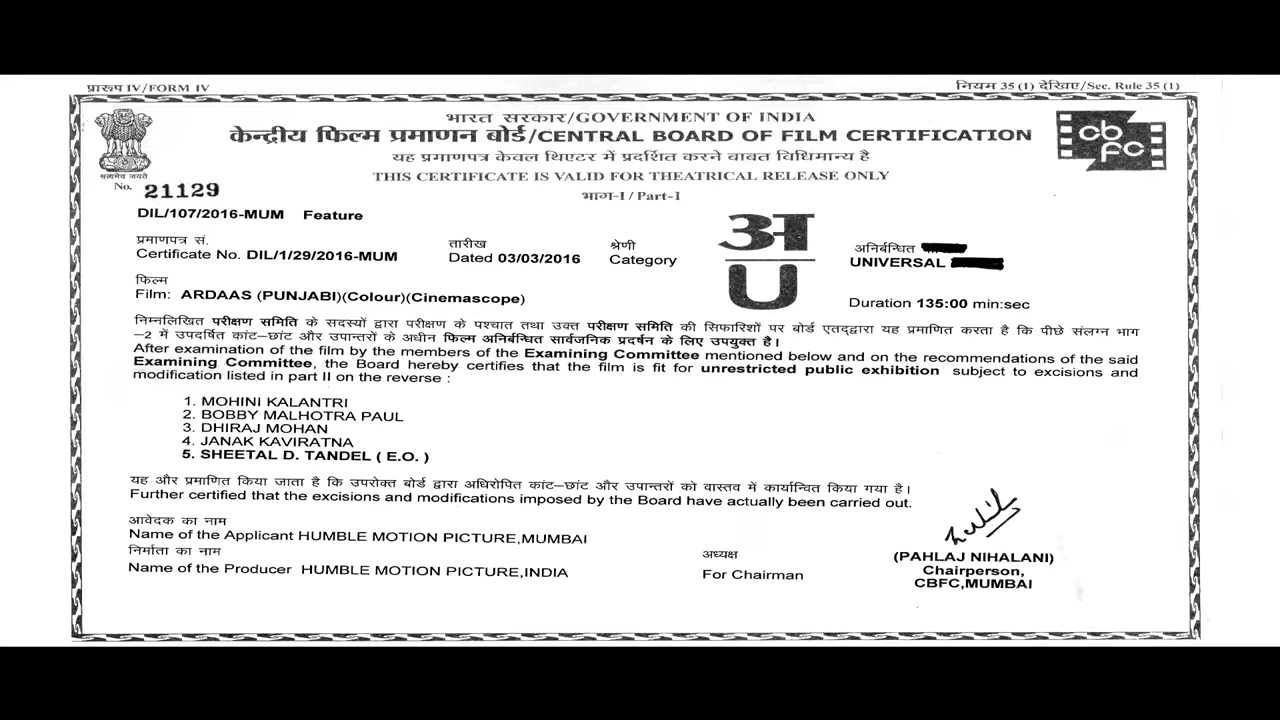 प्रारूप IV/FORM IV
नियम 35 (1) देखिए/Sec. Rule 35 (1)
भारत सरकार/GOVERNMENT OF INDIA
केन्द्रीय फिल्म प्रमाणन बोर्ड/CENTRAL BOARD OF FILM CERTIFICATION
cb
fc
यह प्रमाणपत्र केवल थिएटर में प्रदर्शित करने बाबत विधिमान्य है
THIS CERTIFICATE IS VALID FOR THEATRICAL RELEASE ONLY
सत्यमेव जयते
No. 21129
भाग-I / Part-I
DIL/107/2016-MUM Feature
प्रमाणपत्र सं. तारीख श्रेणी अ अनिर्बन्धित
Certificate No. DIL/1/29/2016-MUM Dated 03/03/2016 Category U UNIVERSAL
फिल्म
Film: ARDAAS (PUNJABI)(Colour)(Cinemascope) Duration 135:00 min:sec
निम्नलिखित परीक्षण समिति के सदस्यों द्वारा परीक्षण के पश्चात तथा उक्त परीक्षण समिति की सिफारिशों पर बोर्ड एतद्द्वारा यह प्रमाणित करता है कि पीछे संलग्न भाग
-2 में उपदर्षित कांट-छांट और उपान्तरों के अधीन फिल्म अनिर्बन्धित सार्वजनिक प्रदर्षन के लिए उपयुक्त है।
After examination of the film by the members of the Examining Committee mentioned below and on the recommendations of the said
Examining Committee, the Board hereby certifies that the film is fit for unrestricted public exhibition subject to excisions and
modification listed in part II on the reverse :
1. MOHINI KALANTRI
2. BOBBY MALHOTRA PAUL
3. DHIRAJ MOHAN
4. JANAK KAVIRATNA
5. SHEETAL D. TANDEL ( E.O. )
यह और प्रमाणित किया जाता है कि उपरोक्त बोर्ड द्वारा अधिरोपित कांट-छांट और उपान्तरों को वास्तव में कार्यान्वित किया गया है।
Further certified that the excisions and modifications imposed by the Board have actually been carried out.
आवेदक का नाम
Name of the Applicant HUMBLE MOTION PICTURE,MUMBAI
निर्माता का नाम
Name of the Producer HUMBLE MOTION PICTURE,INDIA
अध्यक्ष
For Chairman
(PAHLAJ NIHALANI)
Chairperson,
CBFC,MUMBAI